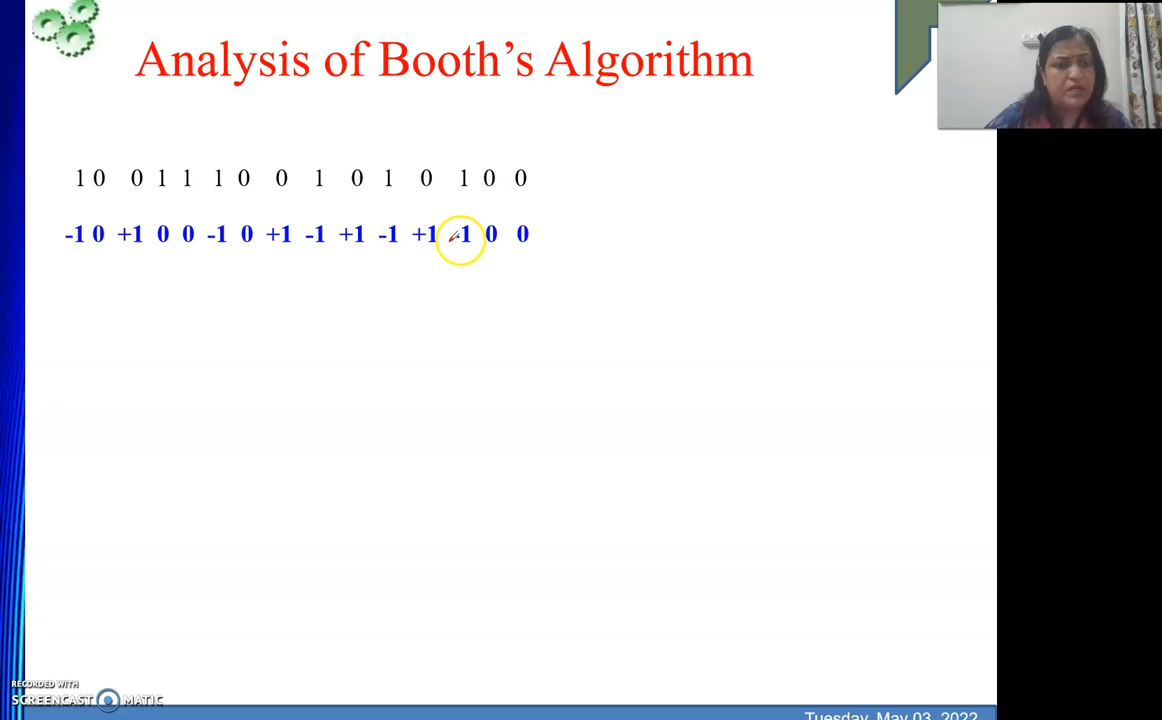 Analysis of Booth's Algorithm
1 0 0 1 1 1 0 0 1 0 1 0 1 0 0
-1 0 +1 0 0 -1 0 +1 -1 +1 -1 +1 -1 0 0
RECORDED WITH
SCREENCAST MATIC
Tuesday, May 03, 2022